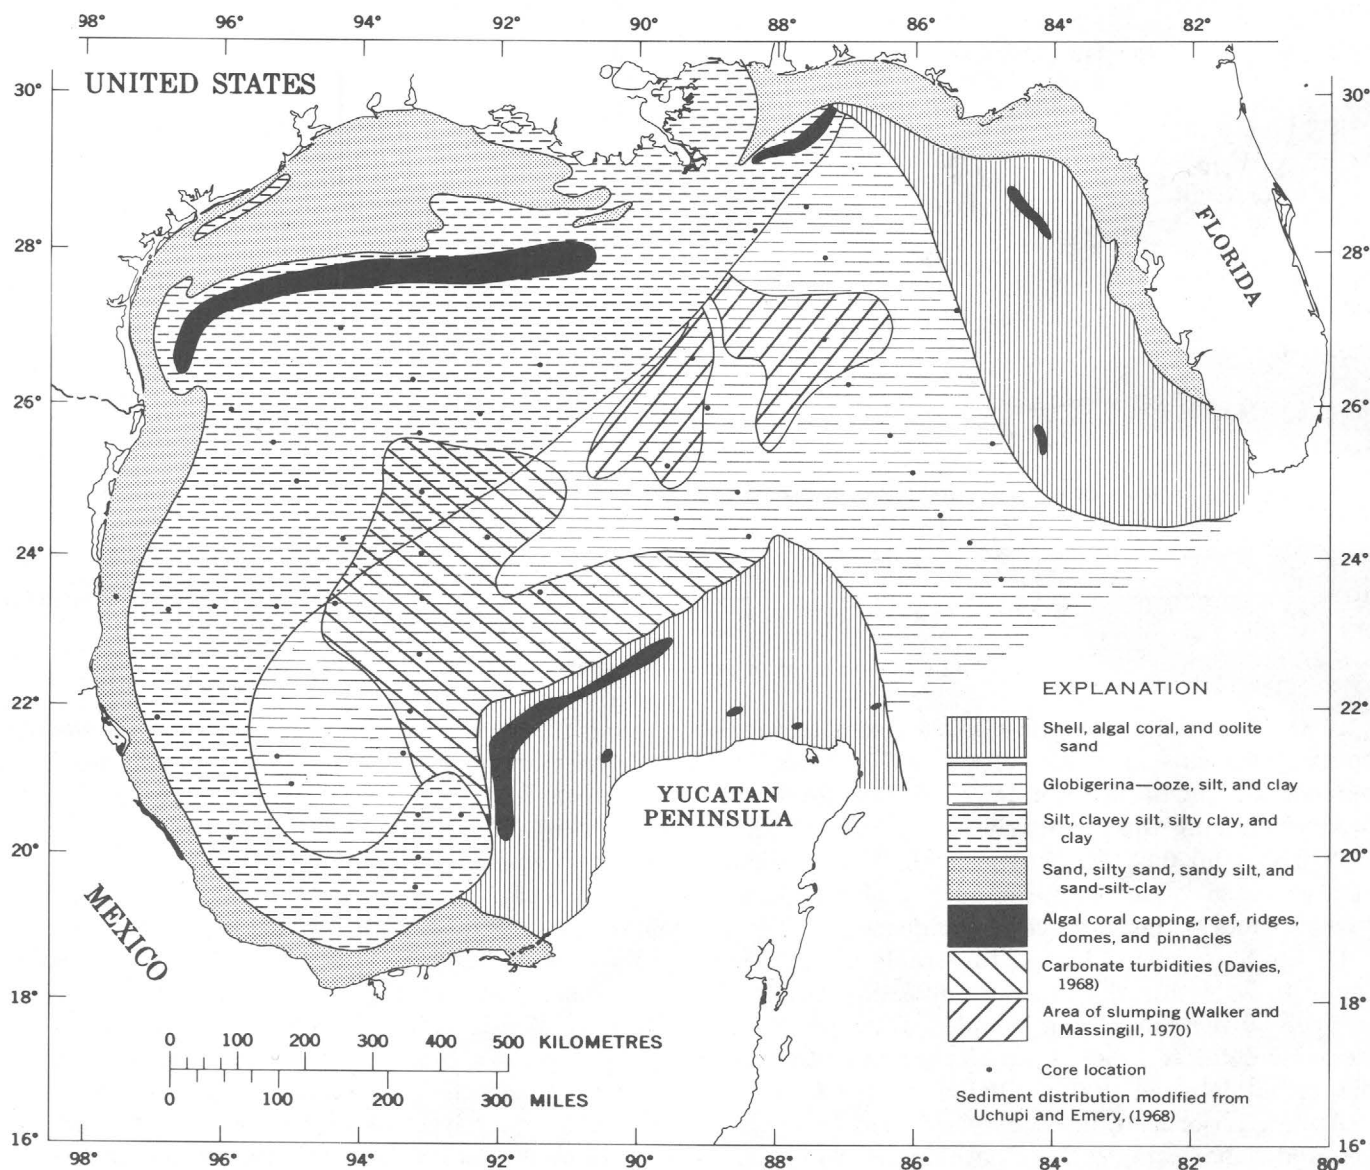 98° 96° 94° 92° 90° 88° 86° 84° 82°
UNITED STATES
30° 30°
FLORIDA
28° 28°
26° 26°
24° 24°
22° 22°
20° 20°
18° 18°
16° 16°
YUCATAN
PENINSULA
MEXICO
EXPLANATION
Shell, algal coral, and oolite
sand
Globigerina—ooze, silt, and clay
Silt, clayey silt, silty clay, and
clay
Sand, silty sand, sandy silt, and
sand-silt-clay
Algal coral capping, reef, ridges,
domes, and pinnacles
Carbonate turbidities (Davies,
1968)
Area of slumping (Walker and
Massingill, 1970)
Core location
Sediment distribution modified from
Uchupi and Emery, (1968)
0 100 200 300 400 500 KILOMETRES
0 100 200 300 MILES
98° 96° 94° 92° 90° 88° 86° 84° 82° 80°